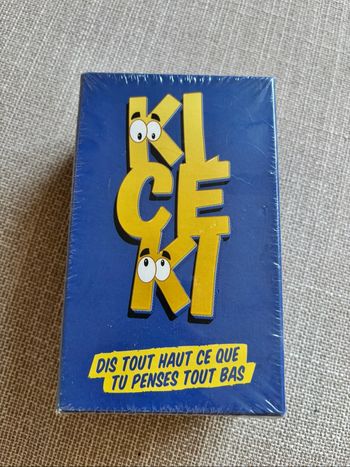 KI
CE
KI
DIS TOUT HAUT CE QUE
TU PENSES TOUT BAS